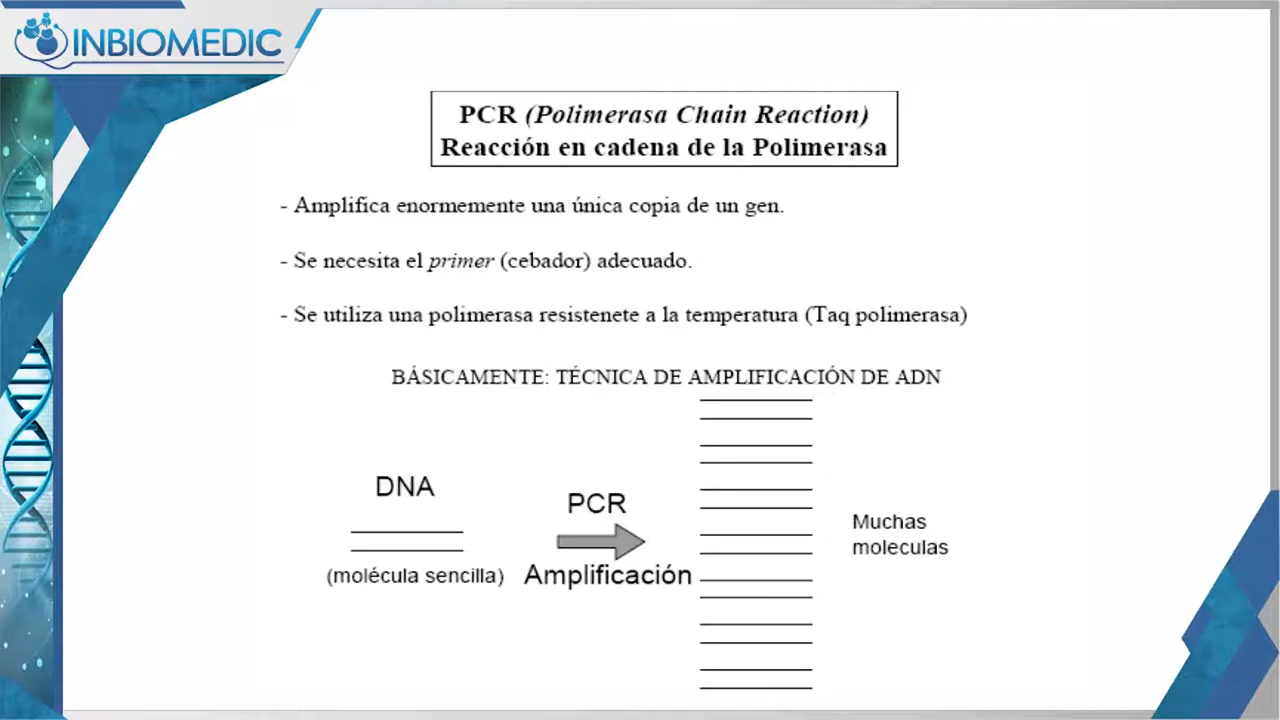 INBIOMEDIC
PCR (Polimerasa Chain Reaction)
Reacción en cadena de la Polimerasa
- Amplifica enormemente una única copia de un gen.
- Se necesita el primer (cebador) adecuado.
- Se utiliza una polimerasa resistenete a la temperatura (Taq polimerasa)
BÁSICAMENTE: TÉCNICA DE AMPLIFICACIÓN DE ADN
DNA
(molécula sencilla)
PCR
Amplificación
Muchas
moleculas